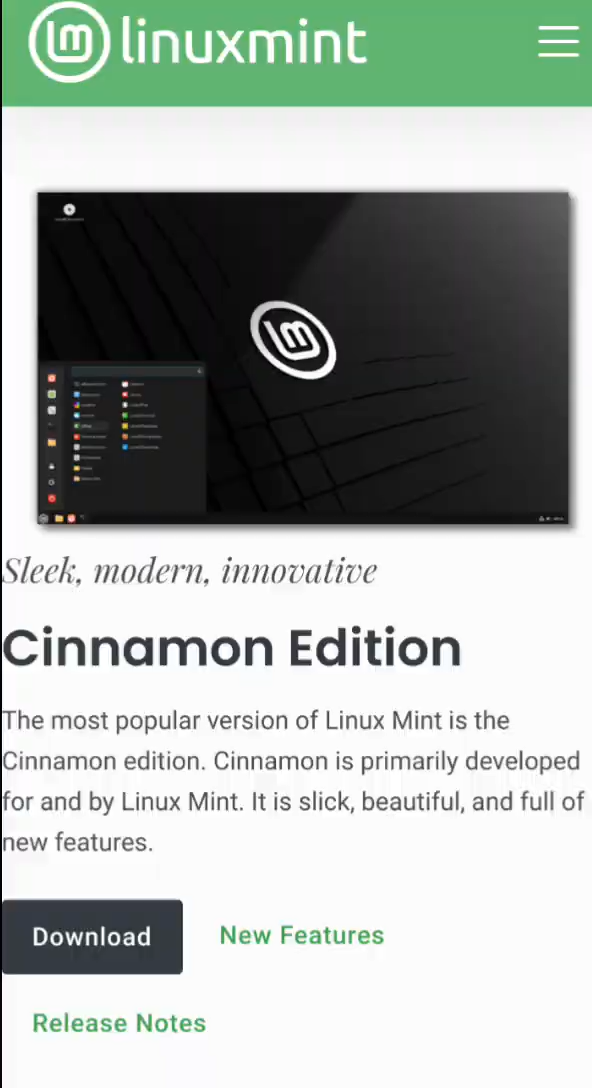 linuxmint
Sleek, modern, innovative
Cinnamon Edition
The most popular version of Linux Mint is the
Cinnamon edition. Cinnamon is primarily developed
for and by Linux Mint. It is slick, beautiful, and full of
new features.
Download
New Features
Release Notes